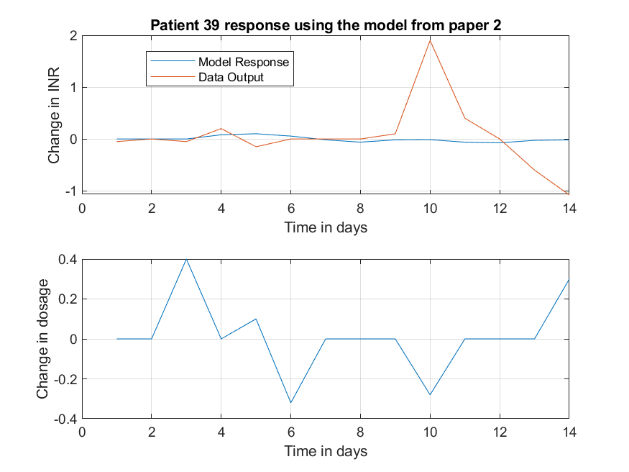 Patient 39 response using the model from paper 2
2
1
0
-1
Change in INR
Model Response
Data Output
0 2 4 6 8 10 12 14
Time in days
0.4
0.2
0
-0.2
-0.4
Change in dosage
0 2 4 6 8 10 12 14
Time in days